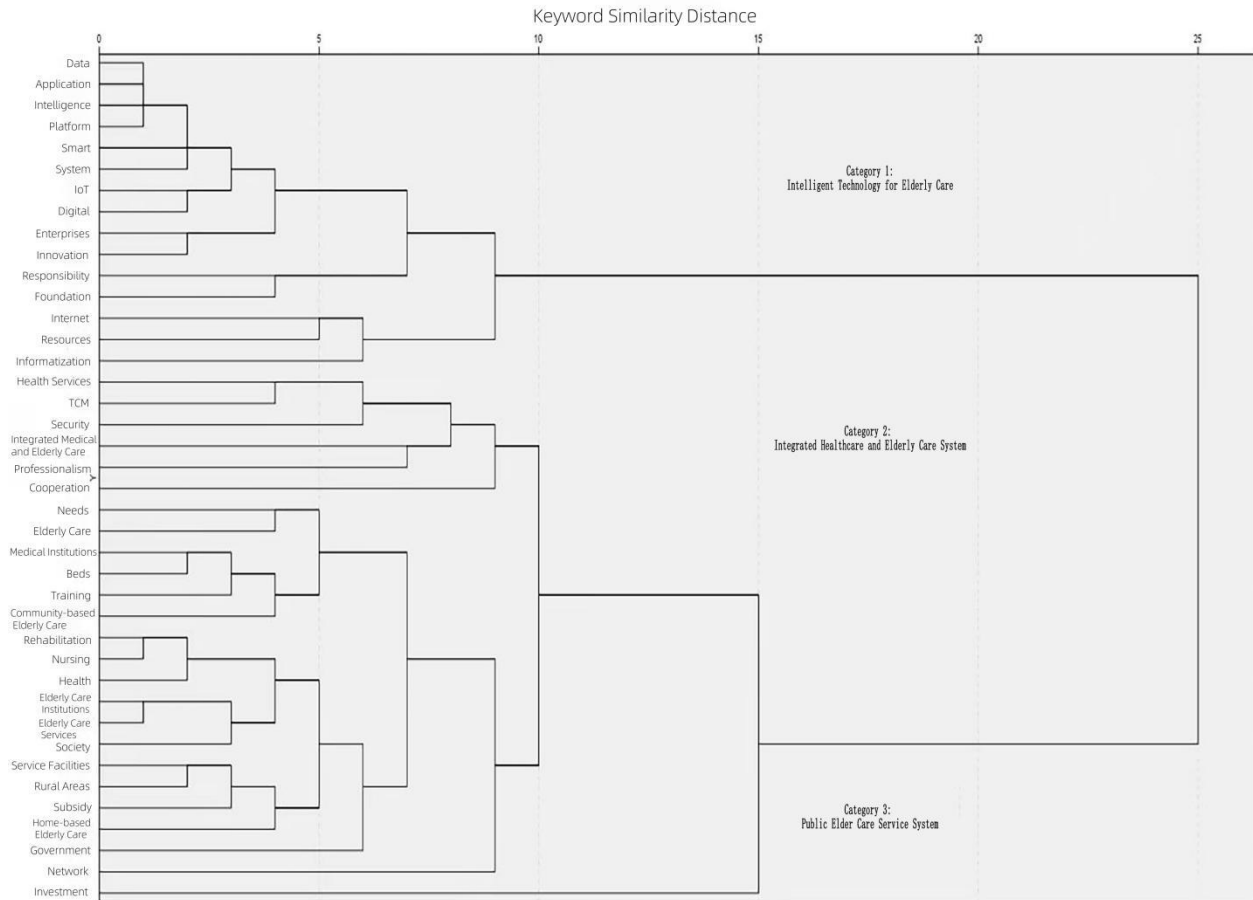 Keyword Similarity Distance
0 5 10 15 20 25
Data
Application
Intelligence
Platform
Smart
System
IoT
Digital
Enterprises
Innovation
Responsibility
Foundation
Internet
Resources
Informatization
Health Services
TCM
Security
Integrated Medical
and Elderly Care
Professionalism
Y
Cooperation
Needs
Elderly Care
Medical Institutions
Beds
Training
Community-based
Elderly Care
Rehabilitation
Nursing
Health
Elderly Care
Institutions
Elderly Care
Services
Society
Service Facilities
Rural Areas
Subsidy
Home-based
Elderly Care
Government
Network
Investment
Category 1:
Intelligent Technology for Elderly Care
Category 2:
Integrated Healthcare and Elderly Care System
Category 3:
Public Elder Care Service System